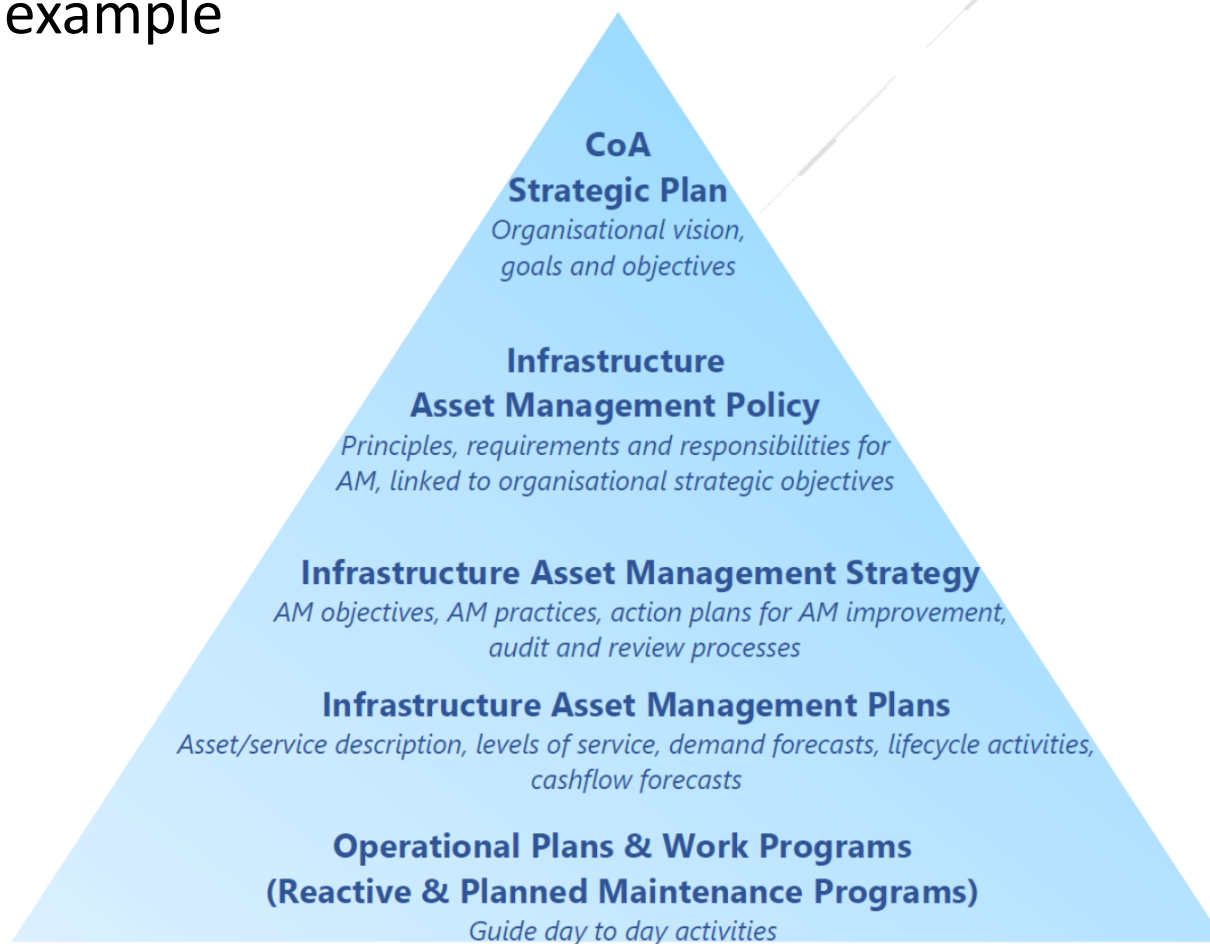 example
CoA
Strategic Plan
Organisational vision,
goals and objectives
Infrastructure
Asset Management Policy
Principles, requirements and responsibilities for
AM, linked to organisational strategic objectives
Infrastructure Asset Management Strategy
AM objectives, AM practices, action plans for AM improvement,
audit and review processes
Infrastructure Asset Management Plans
Asset/service description, levels of service, demand forecasts, lifecycle activities,
cashflow forecasts
Operational Plans & Work Programs
(Reactive & Planned Maintenance Programs)
Guide day to day activities